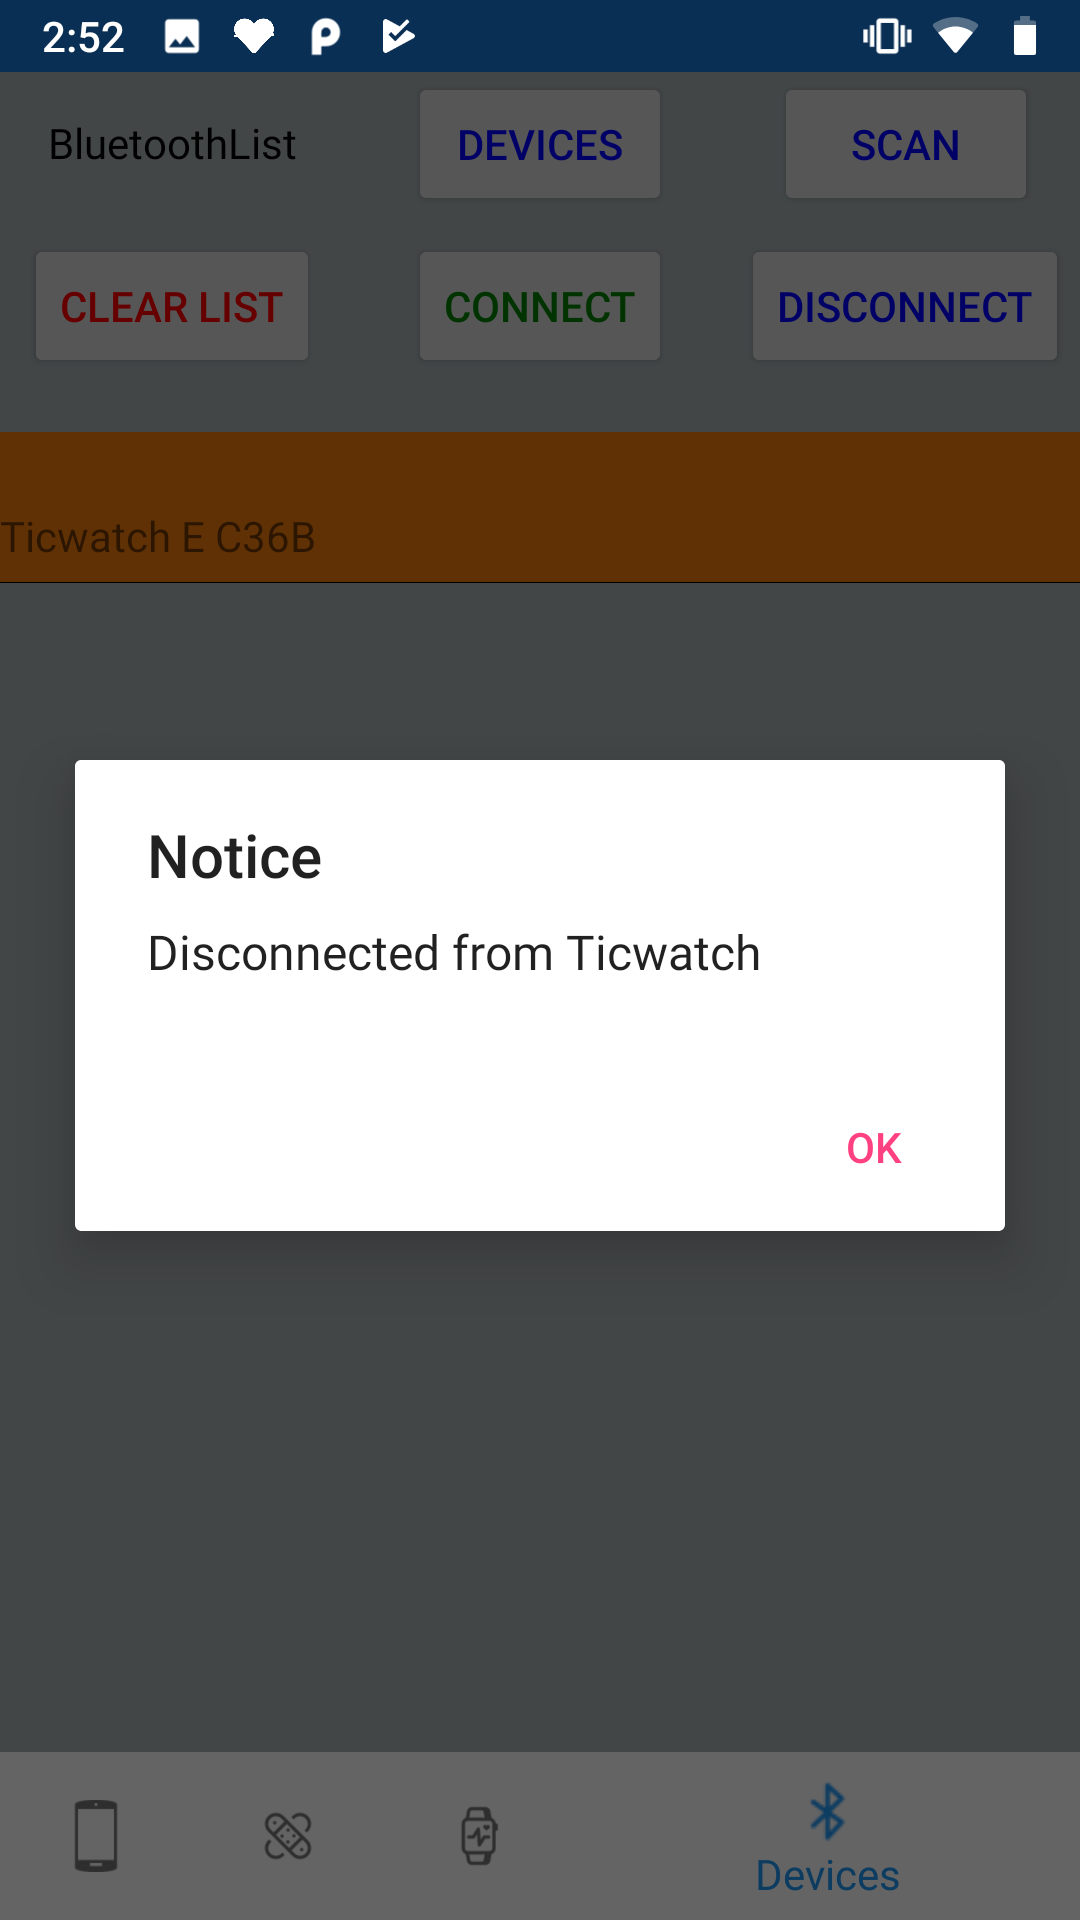 2:52
BluetoothList DEVICES SCAN
CLEAR LIST CONNECT DISCONNECT
Ticwatch E C36B
Notice
Disconnected from Ticwatch
OK
Devices